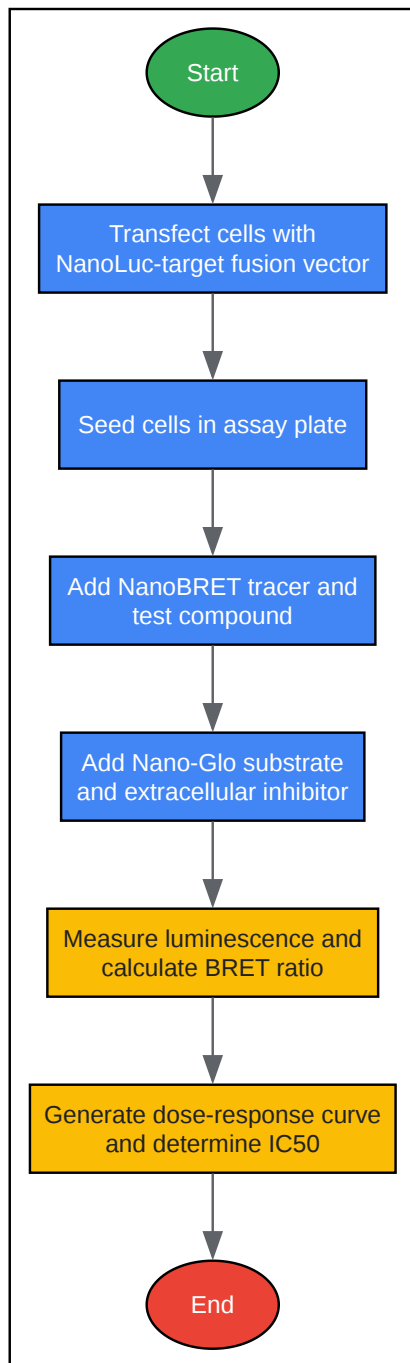 Start
Transfect cells with
NanoLuc-target fusion vector
Seed cells in assay plate
Add NanoBRET tracer and
test compound
Add Nano-Glo substrate
and extracellular inhibitor
Measure luminescence and
calculate BRET ratio
Generate dose-response curve
and determine IC50
End